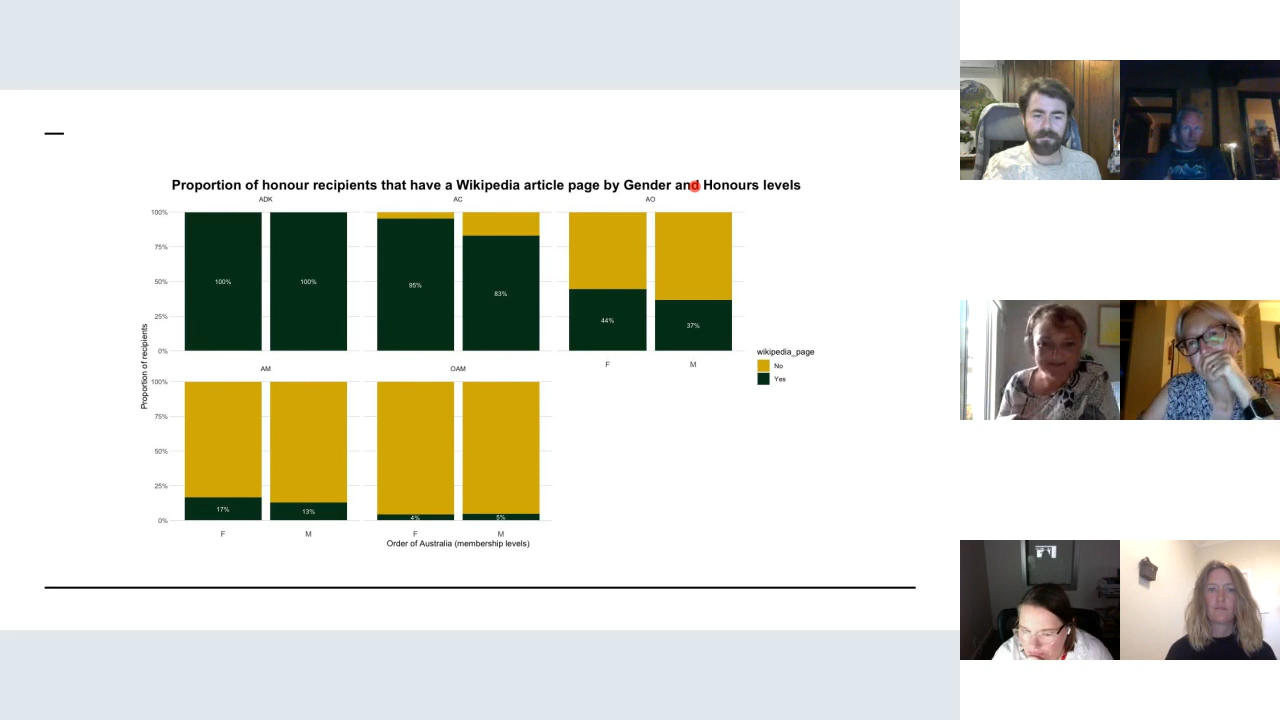 Proportion of honour recipients that have a Wikipedia article page by Gender and Honours levels
ADK
AC
AO
100%
75%
50%
25%
0%
100%
100%
95%
83%
44%
37%
F
M
AM
OAM
100%
75%
50%
25%
0%
17%
13%
4%
5%
F
M
F
M
Proportion of recipients
Order of Australia (membership levels)
wikipedia_page
No
Yes